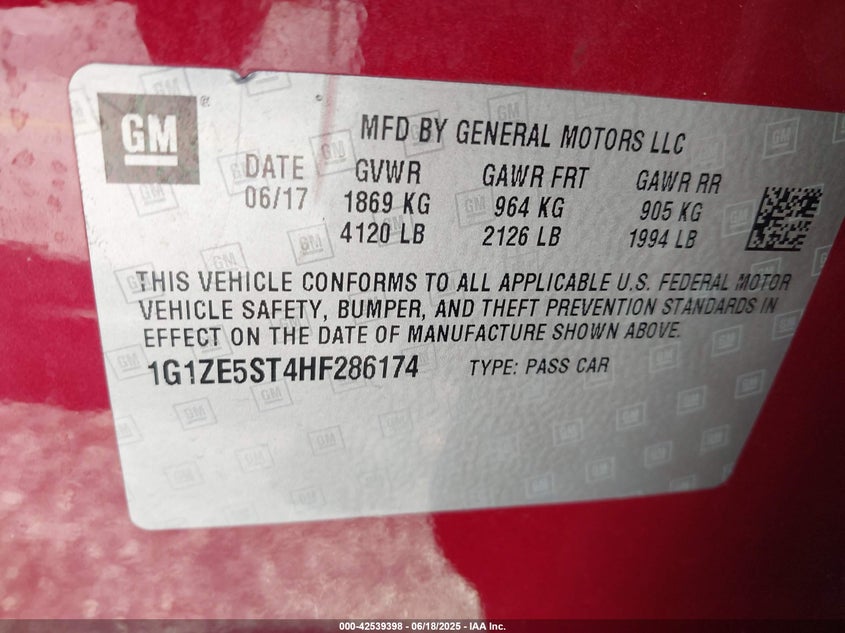 GM
MFD BY GENERAL MOTORS LLC
DATE GVWR GAWR FRT GAWR RR
06/17 1869 KG 964 KG 905 KG
4120 LB 2126 LB 1994 LB
THIS VEHICLE CONFORMS TO ALL APPLICABLE U.S. FEDERAL MOTOR
VEHICLE SAFETY, BUMPER, AND THEFT PREVENTION STANDARDS IN
EFFECT ON THE DATE OF MANUFACTURE SHOWN ABOVE.
1G1ZE5ST4HF286174 TYPE: PASS CAR
000-42539398 - 06/18/2025 - IAA Inc.